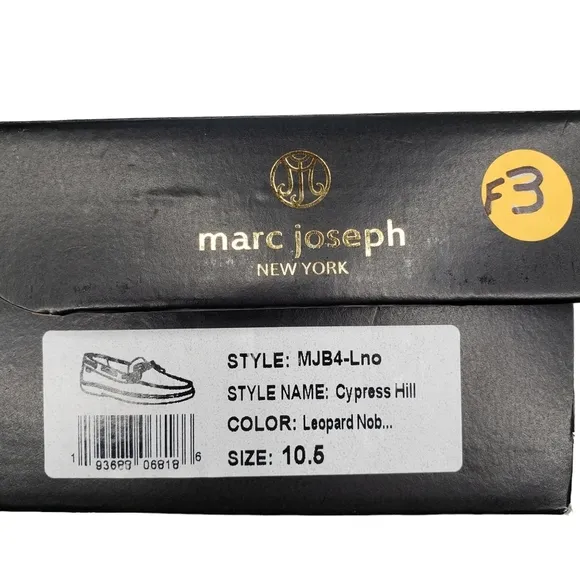 marc joseph
NEW YORK
F3
STYLE: MJB4-Lno
STYLE NAME: Cypress Hill
COLOR: Leopard Nob...
SIZE: 10.5
1 93689 06818 6